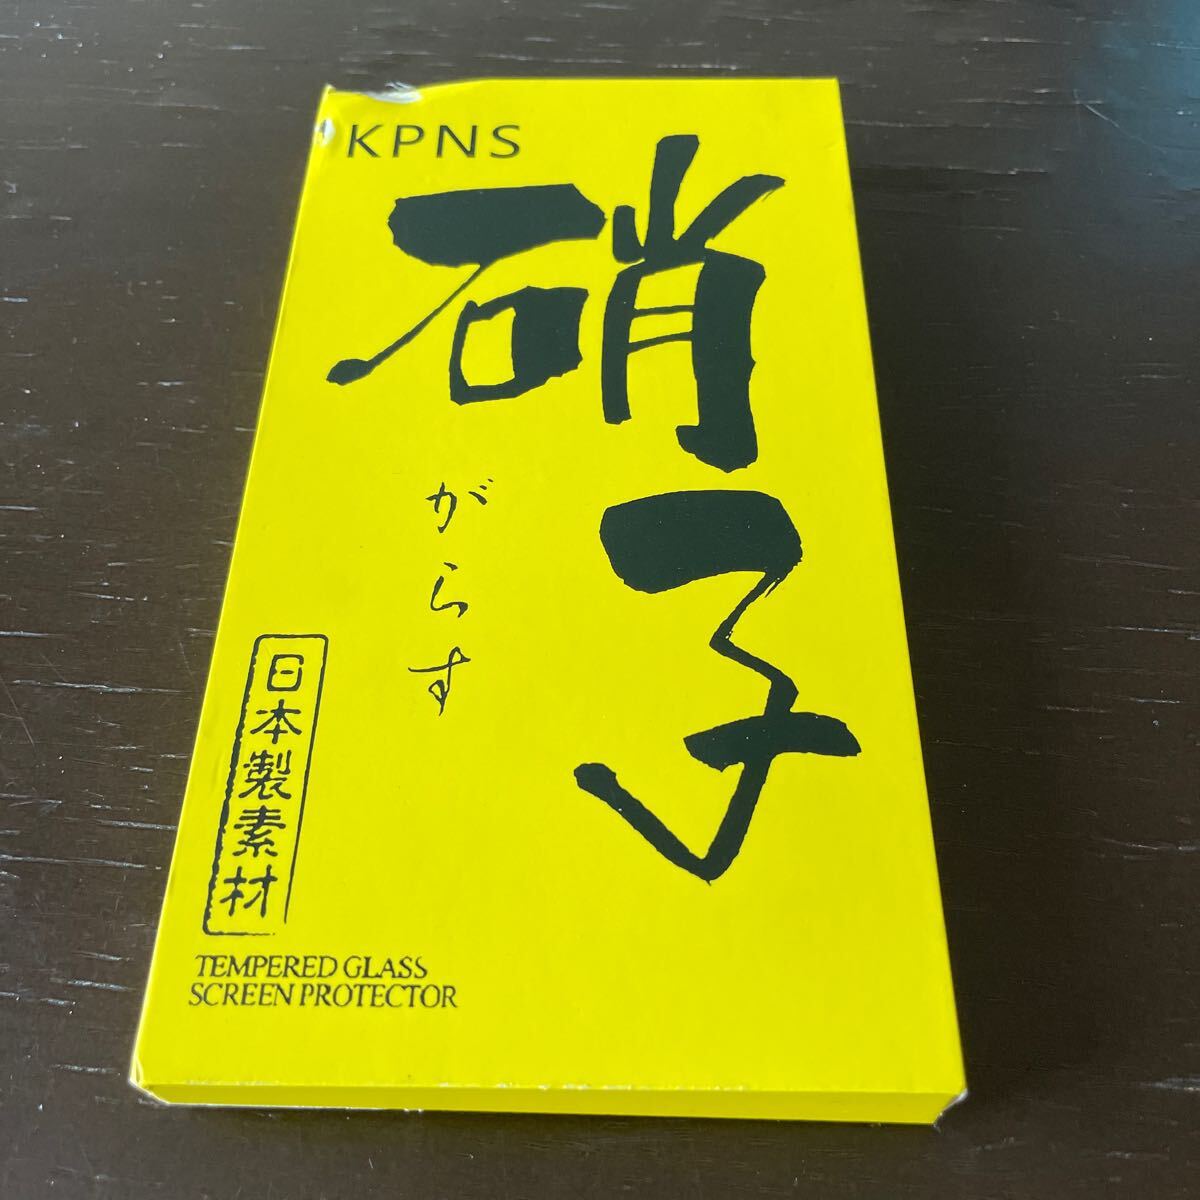 KPNS
硝子
がらす
日本製素材
TEMPERED GLASS
SCREEN PROTECTOR